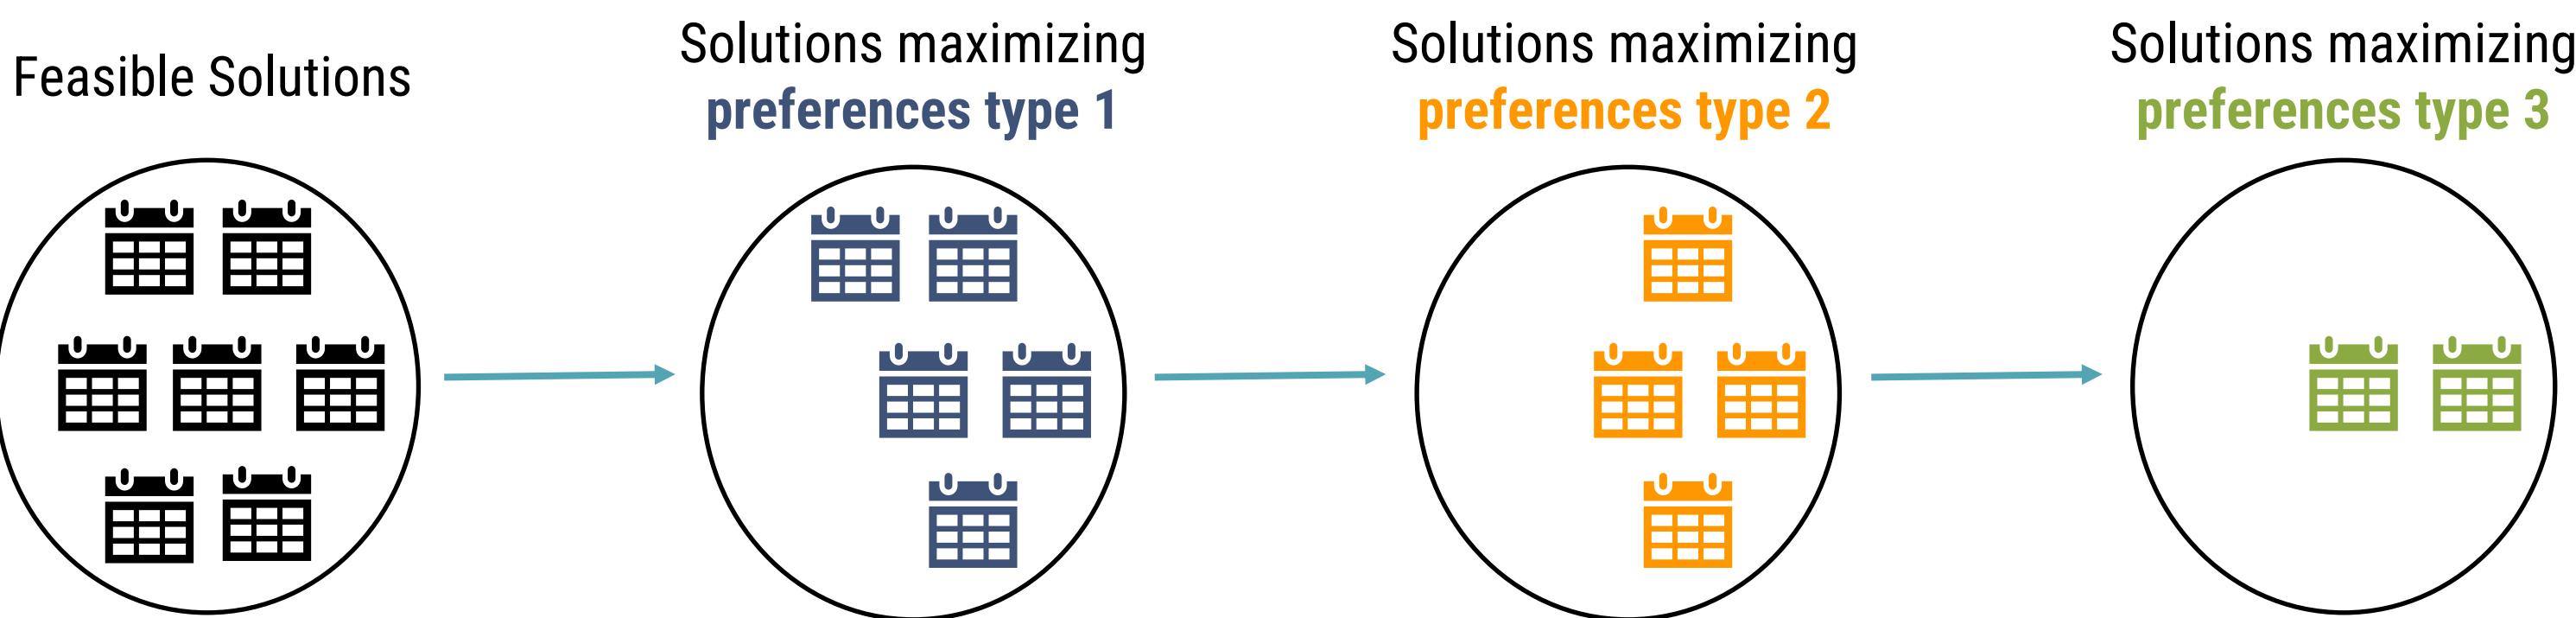 Feasible Solutions
Solutions maximizing
preferences type 1
Solutions maximizing
preferences type 2
Solutions maximizing
preferences type 3